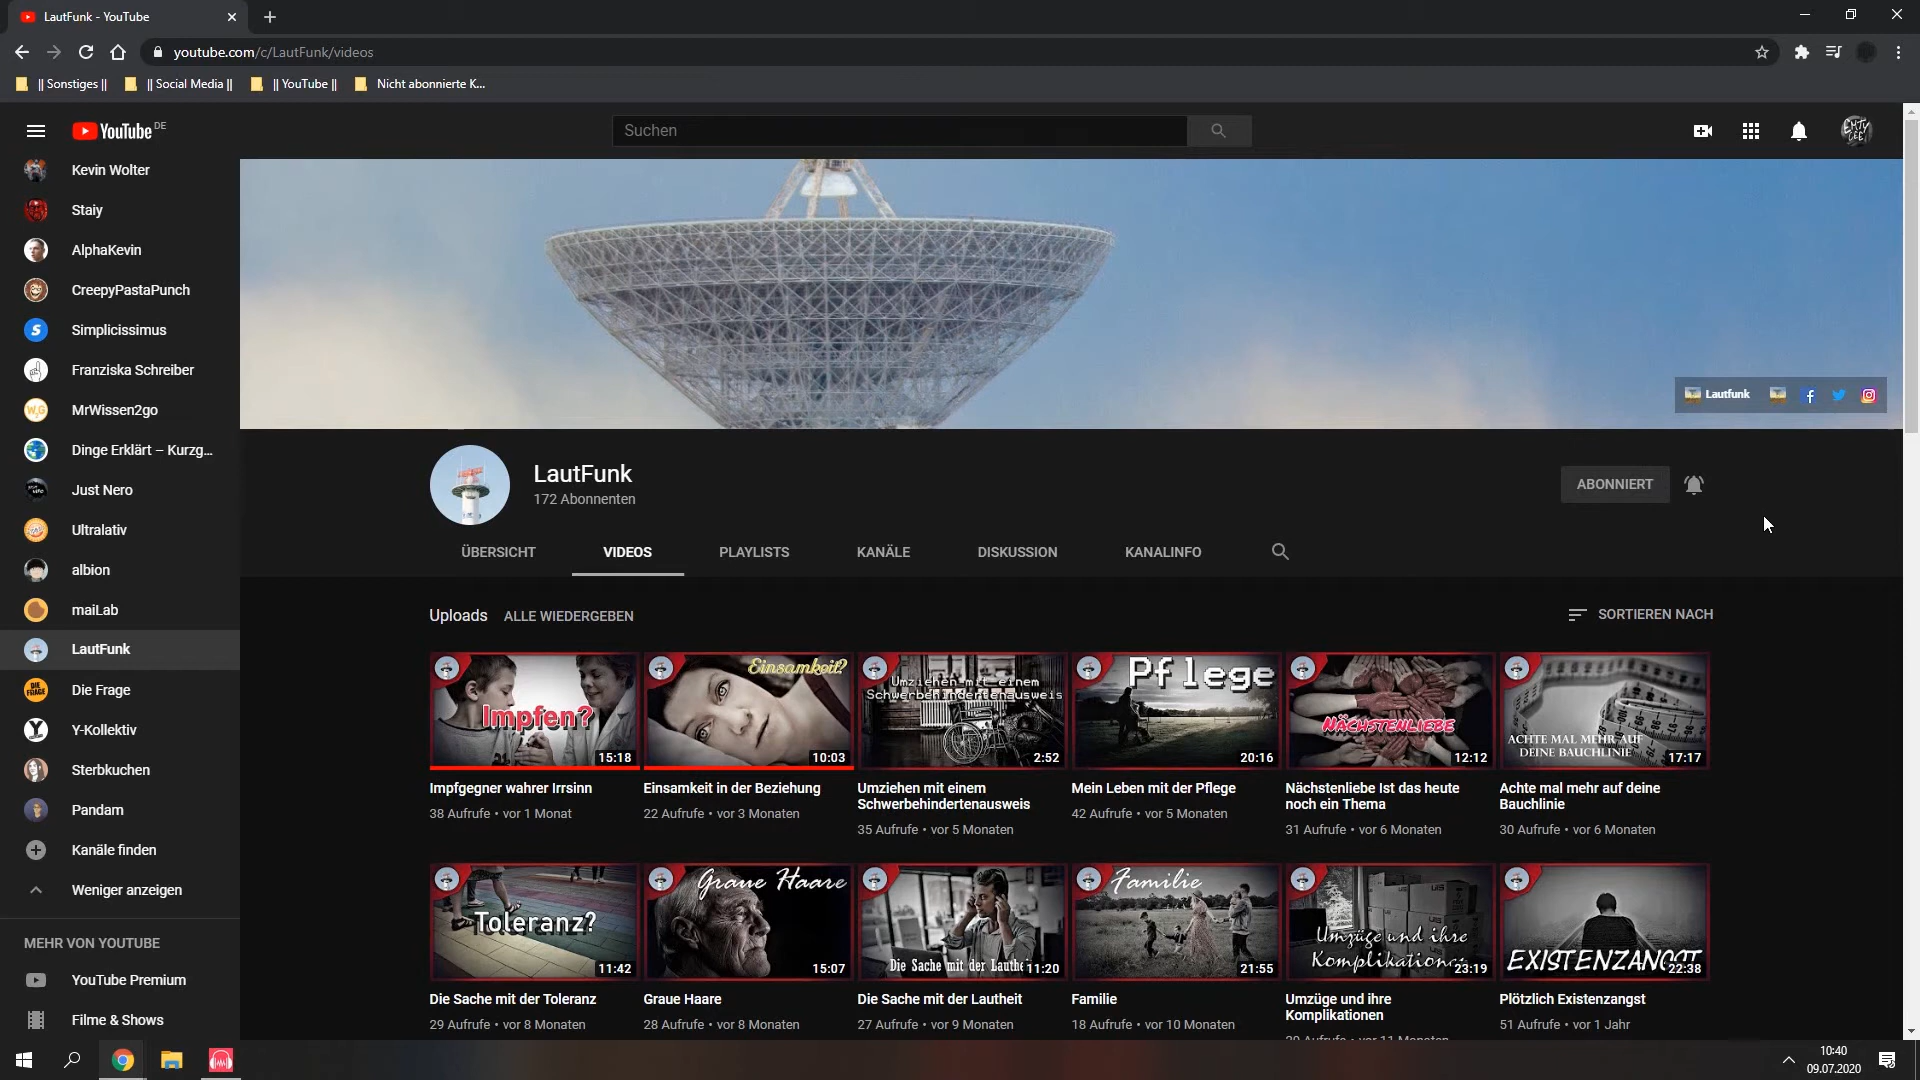 LautFunk - YouTube
youtube.com/c/LautFunk/videos
|| Sonstiges ||
|| Social Media ||
|| YouTube ||
Nicht abonnierte K...
YouTube DE
Suchen
Kevin Wolter
Staiy
AlphaKevin
CreepyPastaPunch
Simplicissimus
Franziska Schreiber
MrWissen2go
Dinge Erklärt – Kurzg...
Just Nero
Ultralativ
albion
maiLab
LautFunk
Die Frage
Y-Kollektiv
Sterbkuchen
Pandam
Kanäle finden
Weniger anzeigen
MEHR VON YOUTUBE
YouTube Premium
Filme & Shows
Lautfunk
LautFunk
172 Abonnenten
ABONNIERT
ÜBERSICHT
VIDEOS
PLAYLISTS
KANÄLE
DISKUSSION
KANALINFO
Uploads
ALLE WIEDERGEBEN
SORTIEREN NACH
Impfen?
15:18
Impfgegner wahrer Irrsinn
38 Aufrufe • vor 1 Monat
Einsamkeit?
10:03
Einsamkeit in der Beziehung
22 Aufrufe • vor 3 Monaten
Umziehen mit einem
Schwerbehindertenausweis
2:52
Umziehen mit einem
Schwerbehindertenausweis
35 Aufrufe • vor 5 Monaten
Pflege
20:16
Mein Leben mit der Pflege
42 Aufrufe • vor 5 Monaten
NÄCHSTENLIEBE
12:12
Nächstenliebe Ist das heute
noch ein Thema
31 Aufrufe • vor 6 Monaten
ACHTE MAL MEHR AUF
DEINE BAUCHLINIE
17:17
Achte mal mehr auf deine
Bauchlinie
30 Aufrufe • vor 6 Monaten
Toleranz?
11:42
Die Sache mit der Toleranz
29 Aufrufe • vor 8 Monaten
Graue Haare
15:07
Graue Haare
28 Aufrufe • vor 8 Monaten
Die Sache mit der Lauthe
11:20
Die Sache mit der Lautheit
27 Aufrufe • vor 9 Monaten
Familie
21:55
Familie
18 Aufrufe • vor 10 Monaten
Umzüge und ihre
Komplikationen
23:19
Umzüge und ihre
Komplikationen
EXISTENZANGST
22:38
Plötzlich Existenzangst
51 Aufrufe • vor 1 Jahr
10:40
09.07.2020